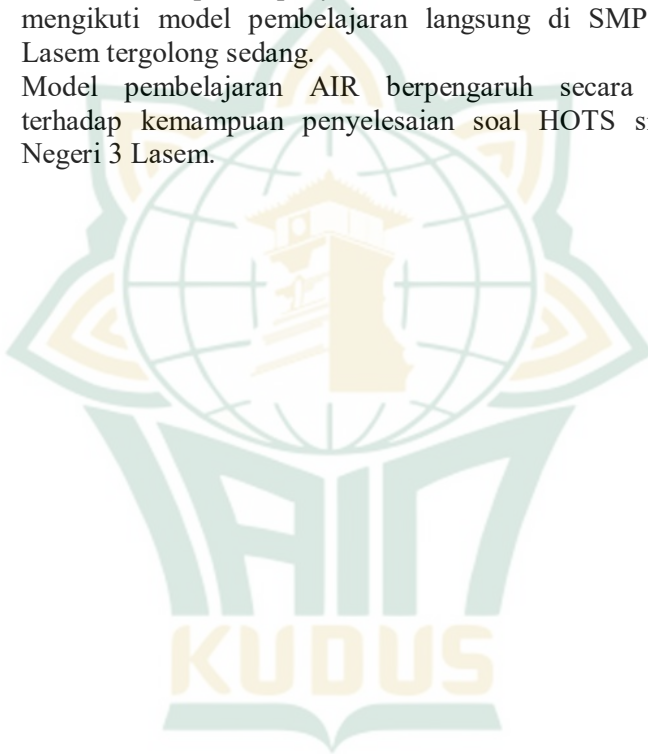 mengikuti model pembelajaran langsung di SMP
Lasem tergolong sedang.
Model pembelajaran AIR berpengaruh secara
terhadap kemampuan penyelesaian soal HOTS
Negeri 3 Lasem.
IAIN
KUDUS